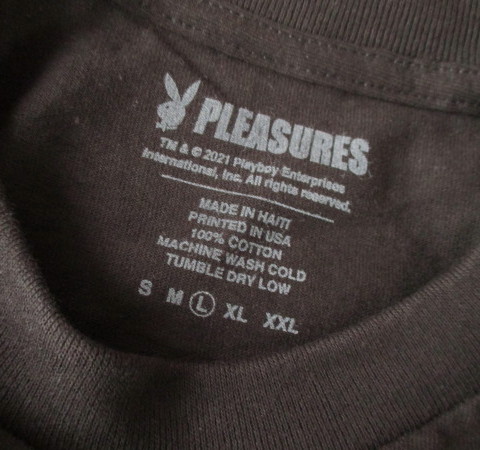 PLEASURES
TM & © 2021 Playboy Enterprises
International, Inc. All rights reserved.
MADE IN HAITI
PRINTED IN USA
100% COTTON
MACHINE WASH COLD
TUMBLE DRY LOW
S M L XL XXL